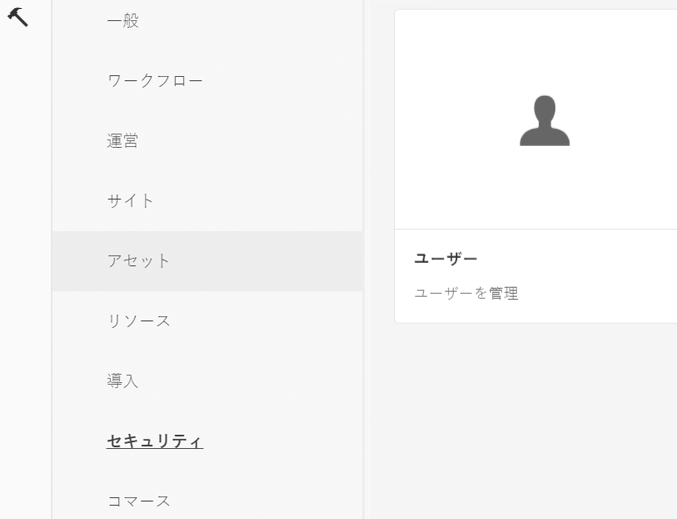 一般
ワークフロー
運営
サイト
アセット
リソース
導入
セキュリティ
コマース
ユーザー
ユーザーを管理